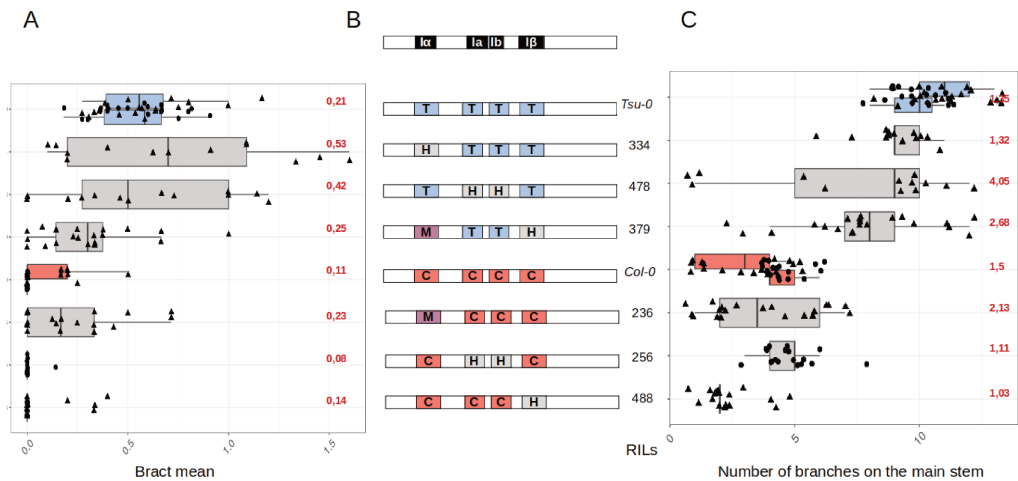 A
B
C
Iα Ia Ib Iβ
0,21
0,53
0,42
0,25
0,11
0,23
0,08
0,14
0.0 0.5 1.0 1.5
Bract mean
T T T T Tsu-0
H T T T 334
T H H T 478
M T T H 379
C C C C Col-0
M C C C 236
C H H C 256
C C C H 488
RILs
1,32
4,05
2,68
1,5
2,13
1,11
1,03
0 5 10
Number of branches on the main stem